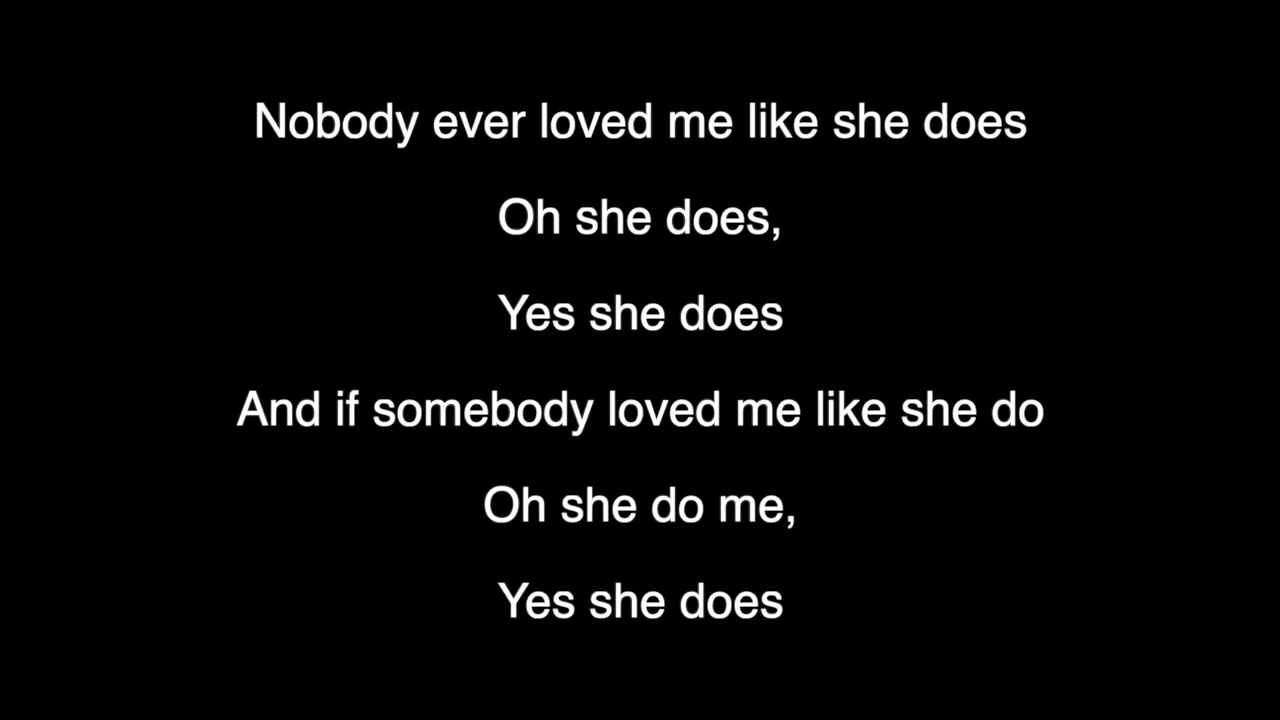 Nobody ever loved me like she does
Oh she does,
Yes she does
And if somebody loved me like she do
Oh she do me,
Yes she does